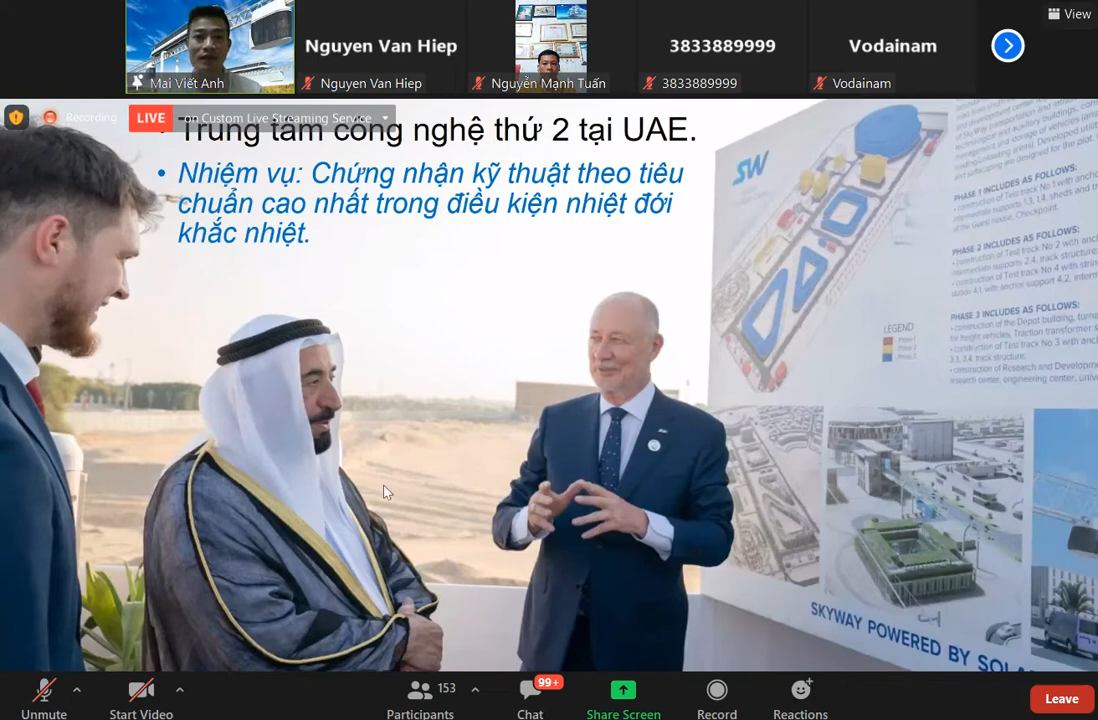 View
Nguyen Van Hiep
3833889999
Vodainam
Mai Viết Anh
Nguyen Van Hiep
Nguyễn Mạnh Tuấn
3833889999
Vodainam
Recording
LIVE
on Custom Live Streaming Service
Trung tâm công nghệ thứ 2 tại UAE.
• Nhiệm vụ: Chứng nhận kỹ thuật theo tiêu
chuẩn cao nhất trong điều kiện nhiệt đới
khắc nhiệt.
SW
PHASE 1 INCLUDES AS FOLLOWS:
PHASE 2 INCLUDES AS FOLLOWS:
PHASE 3 INCLUDES AS FOLLOWS:
LEGEND
SKYWAY POWERED BY SOLA
153
99+
Unmute
Start Video
Participants
Chat
Share Screen
Record
Reactions
Leave